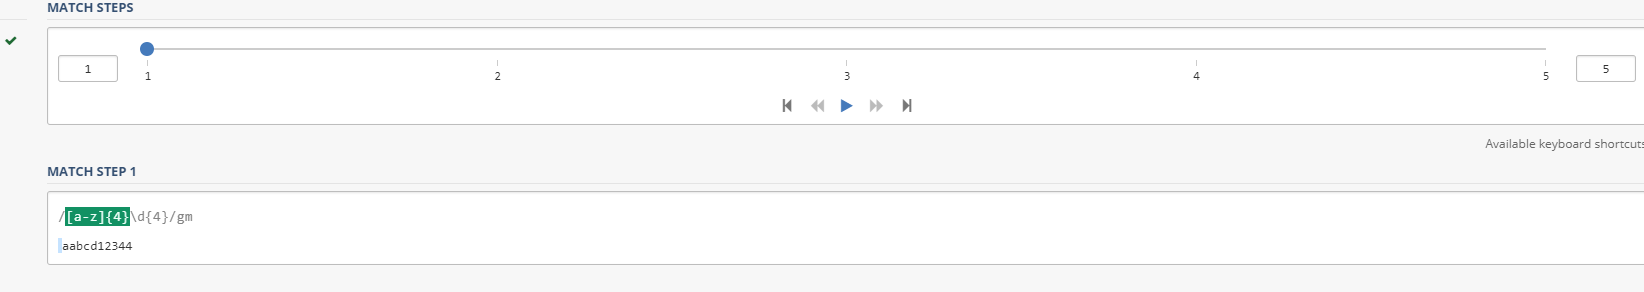 MATCH STEPS
1
1 2 3 4 5
5
Available keyboard shortcuts
MATCH STEP 1
/[a-z]{4}\d{4}/gm
aabcd12344